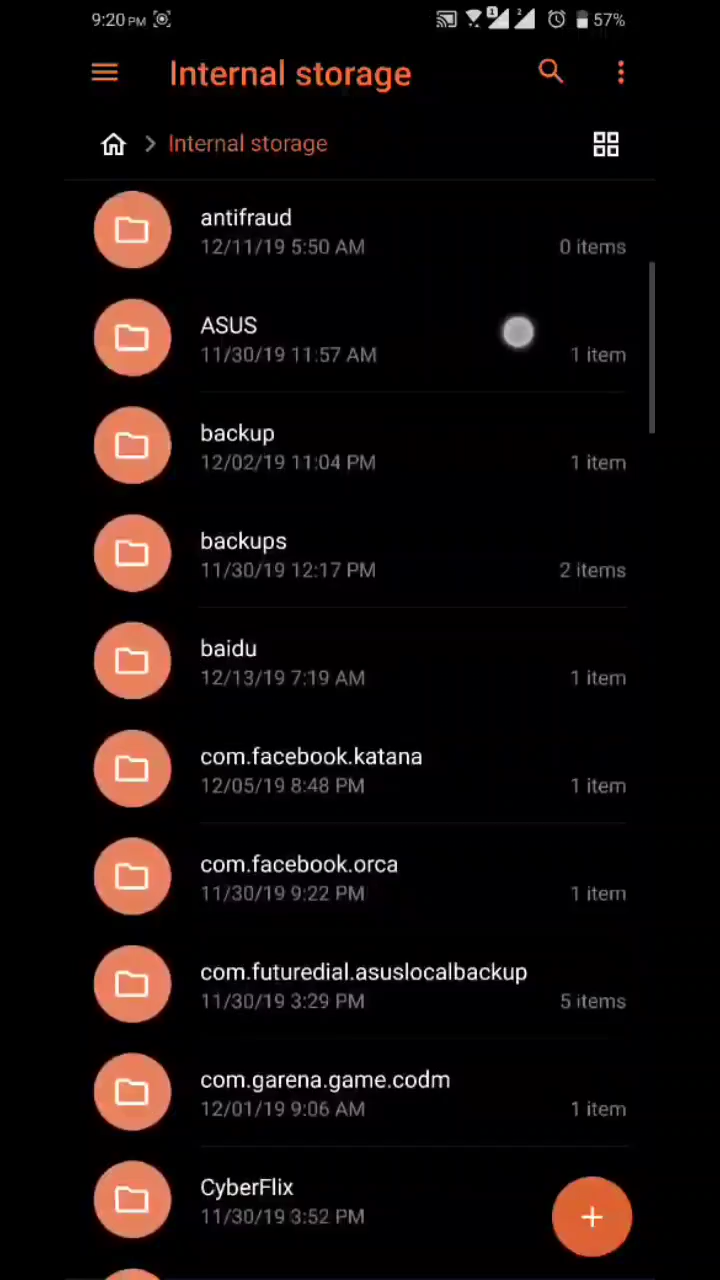 9:20 PM 1 2 57%
Internal storage
Internal storage
antifraud
12/11/19 5:50 AM 0 items
ASUS
11/30/19 11:57 AM 1 item
backup
12/02/19 11:04 PM 1 item
backups
11/30/19 12:17 PM 2 items
baidu
12/13/19 7:19 AM 1 item
com.facebook.katana
12/05/19 8:48 PM 1 item
com.facebook.orca
11/30/19 9:22 PM 1 item
com.futuredial.asuslocalbackup
11/30/19 3:29 PM 5 items
com.garena.game.codm
12/01/19 9:06 AM 1 item
CyberFlix
11/30/19 3:52 PM